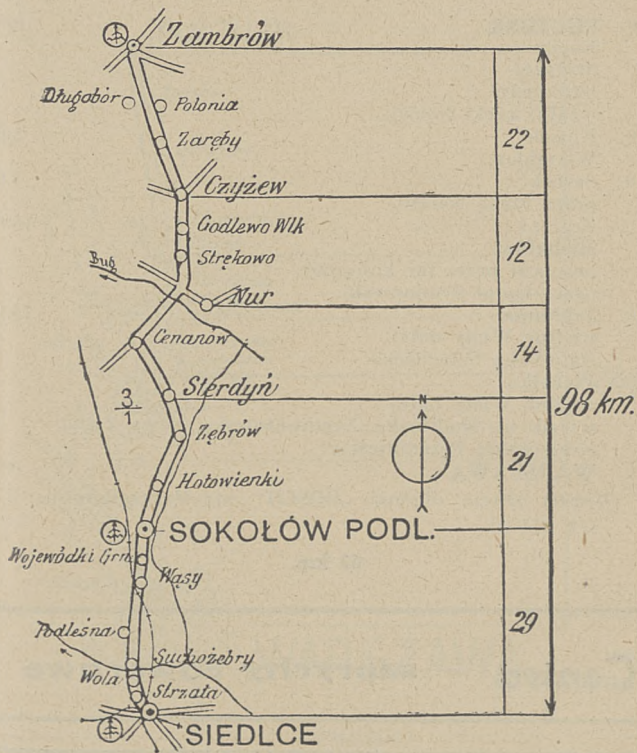 Zambrów
Długobór
Polonia
Zaręby
22
Czyżew
Godlewo Wlk
12
Strękowo
Bug
Nur
Cenanów
14
Sterdyń
3
1
N
98 km.
Zębrów
21
Hołowienki
SOKOŁÓW PODL.
Wojewódki Grn
Wąsy
29
Podleśna
Suchożebry
Wola
Strzała
SIEDLCE